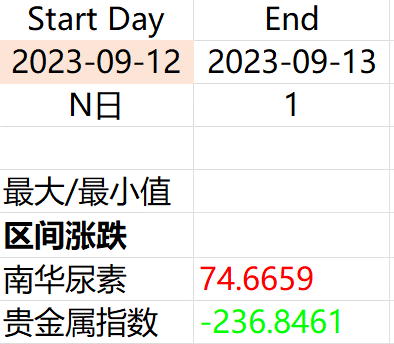 Start Day End
2023-09-12 2023-09-13
N日 1
最大/最小值
区间涨跌
南华尿素 74.6659
贵金属指数 -236.8461